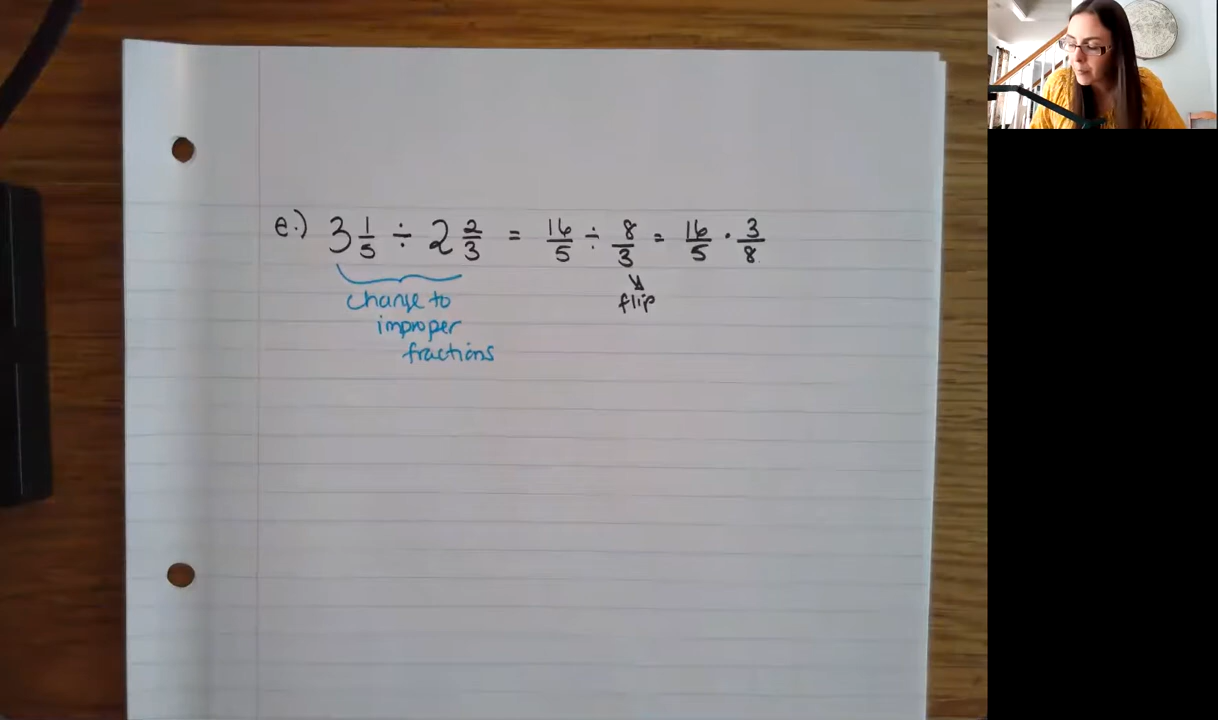 e.) 3 1/5 ÷ 2 2/3 = 16/5 ÷ 8/3 = 16/5 · 3/8
flip
change to
improper
fractions